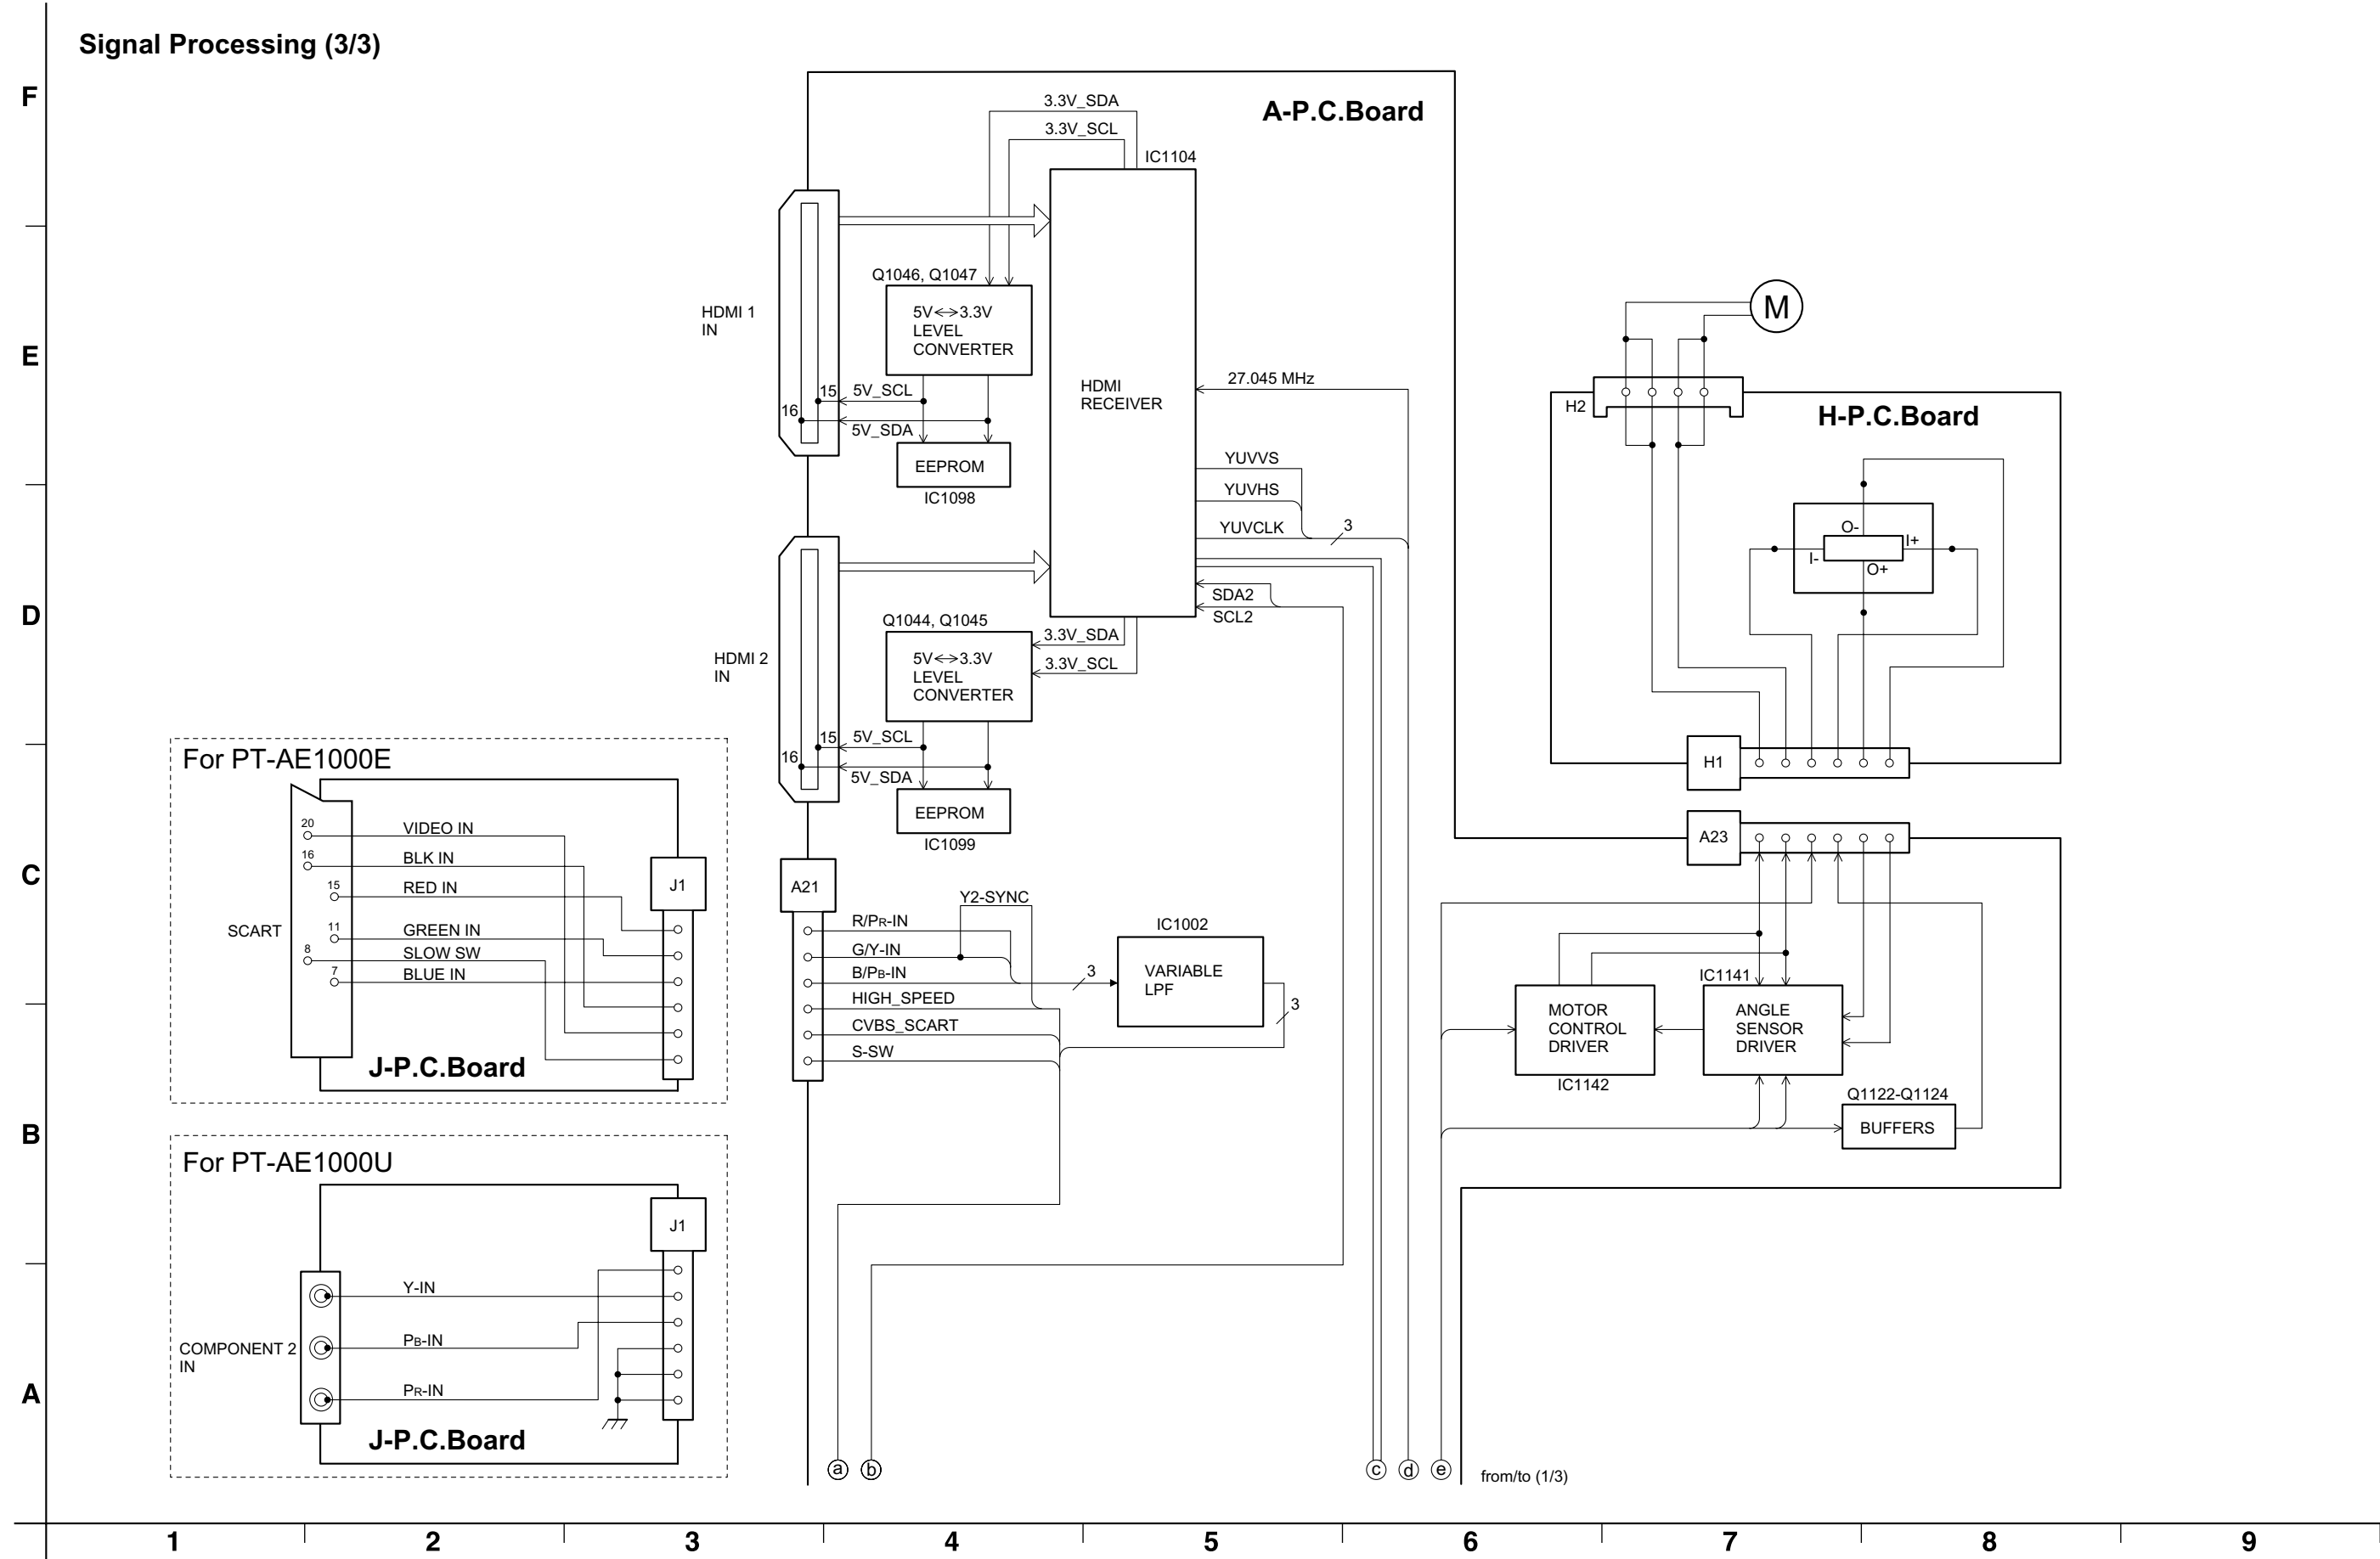 Signal Processing (3/3)
F
E
D
C
B
A
A-P.C.Board
3.3V_SDA
3.3V_SCL
IC1104
HDMI
RECEIVER
HDMI 1
IN
Q1046, Q1047
5V<->3.3V
LEVEL
CONVERTER
15
5V_SCL
16
5V_SDA
EEPROM
IC1098
27.045 MHz
YUVVS
YUVHS
YUVCLK
3
SDA2
SCL2
HDMI 2
IN
Q1044, Q1045
5V<->3.3V
LEVEL
CONVERTER
3.3V_SDA
3.3V_SCL
15
5V_SCL
16
5V_SDA
EEPROM
IC1099
M
H2
H-P.C.Board
O-
I+
I-
O+
H1
A23
For PT-AE1000E
SCART
20
VIDEO IN
16
BLK IN
15
RED IN
11
GREEN IN
8
SLOW SW
7
BLUE IN
J1
J-P.C.Board
A21
Y2-SYNC
R/PR-IN
G/Y-IN
B/PB-IN
HIGH_SPEED
CVBS_SCART
S-SW
3
IC1002
VARIABLE
LPF
3
IC1141
MOTOR
CONTROL
DRIVER
IC1142
ANGLE
SENSOR
DRIVER
Q1122-Q1124
BUFFERS
For PT-AE1000U
J1
COMPONENT 2
IN
Y-IN
PB-IN
PR-IN
J-P.C.Board
a
b
c
d
e
from/to (1/3)
1
2
3
4
5
6
7
8
9